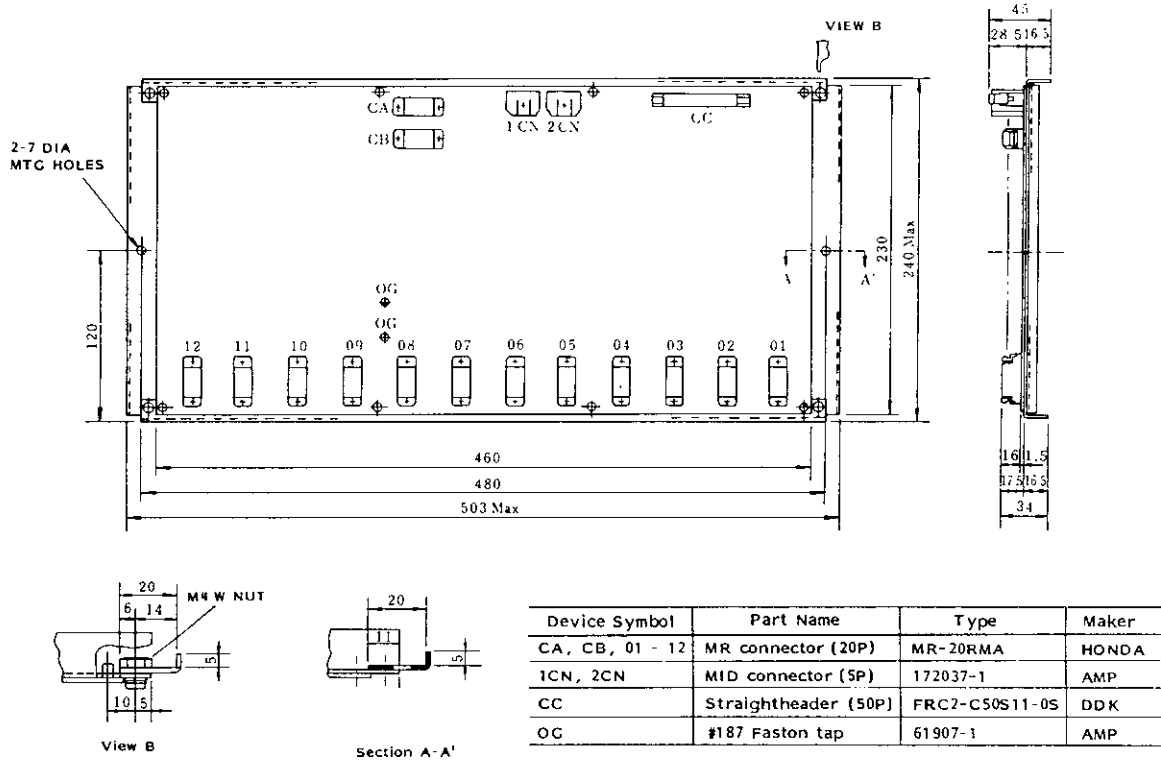 VIEW B
45
28.5 16.5
CA
CB
1CN 2CN
CC
2-7 DIA
MTG HOLES
A A'
230
240 Max
120
OG
OG
12 11 10 09 08 07 06 05 04 03 02 01
460
480
503 Max
16 1.5
17.5 16.5
34
20
6 14
M4 W NUT
5
10 5
View B
20
11
5
Section A-A'
Device Symbol Part Name Type Maker
CA, CB, 01 - 12 MR connector (20P) MR-20RMA HONDA
1CN, 2CN MID connector (5P) 172037-1 AMP
CC Straightheader (50P) FRC2-C50S11-0S DDK
OG #187 Faston tap 61907-1 AMP